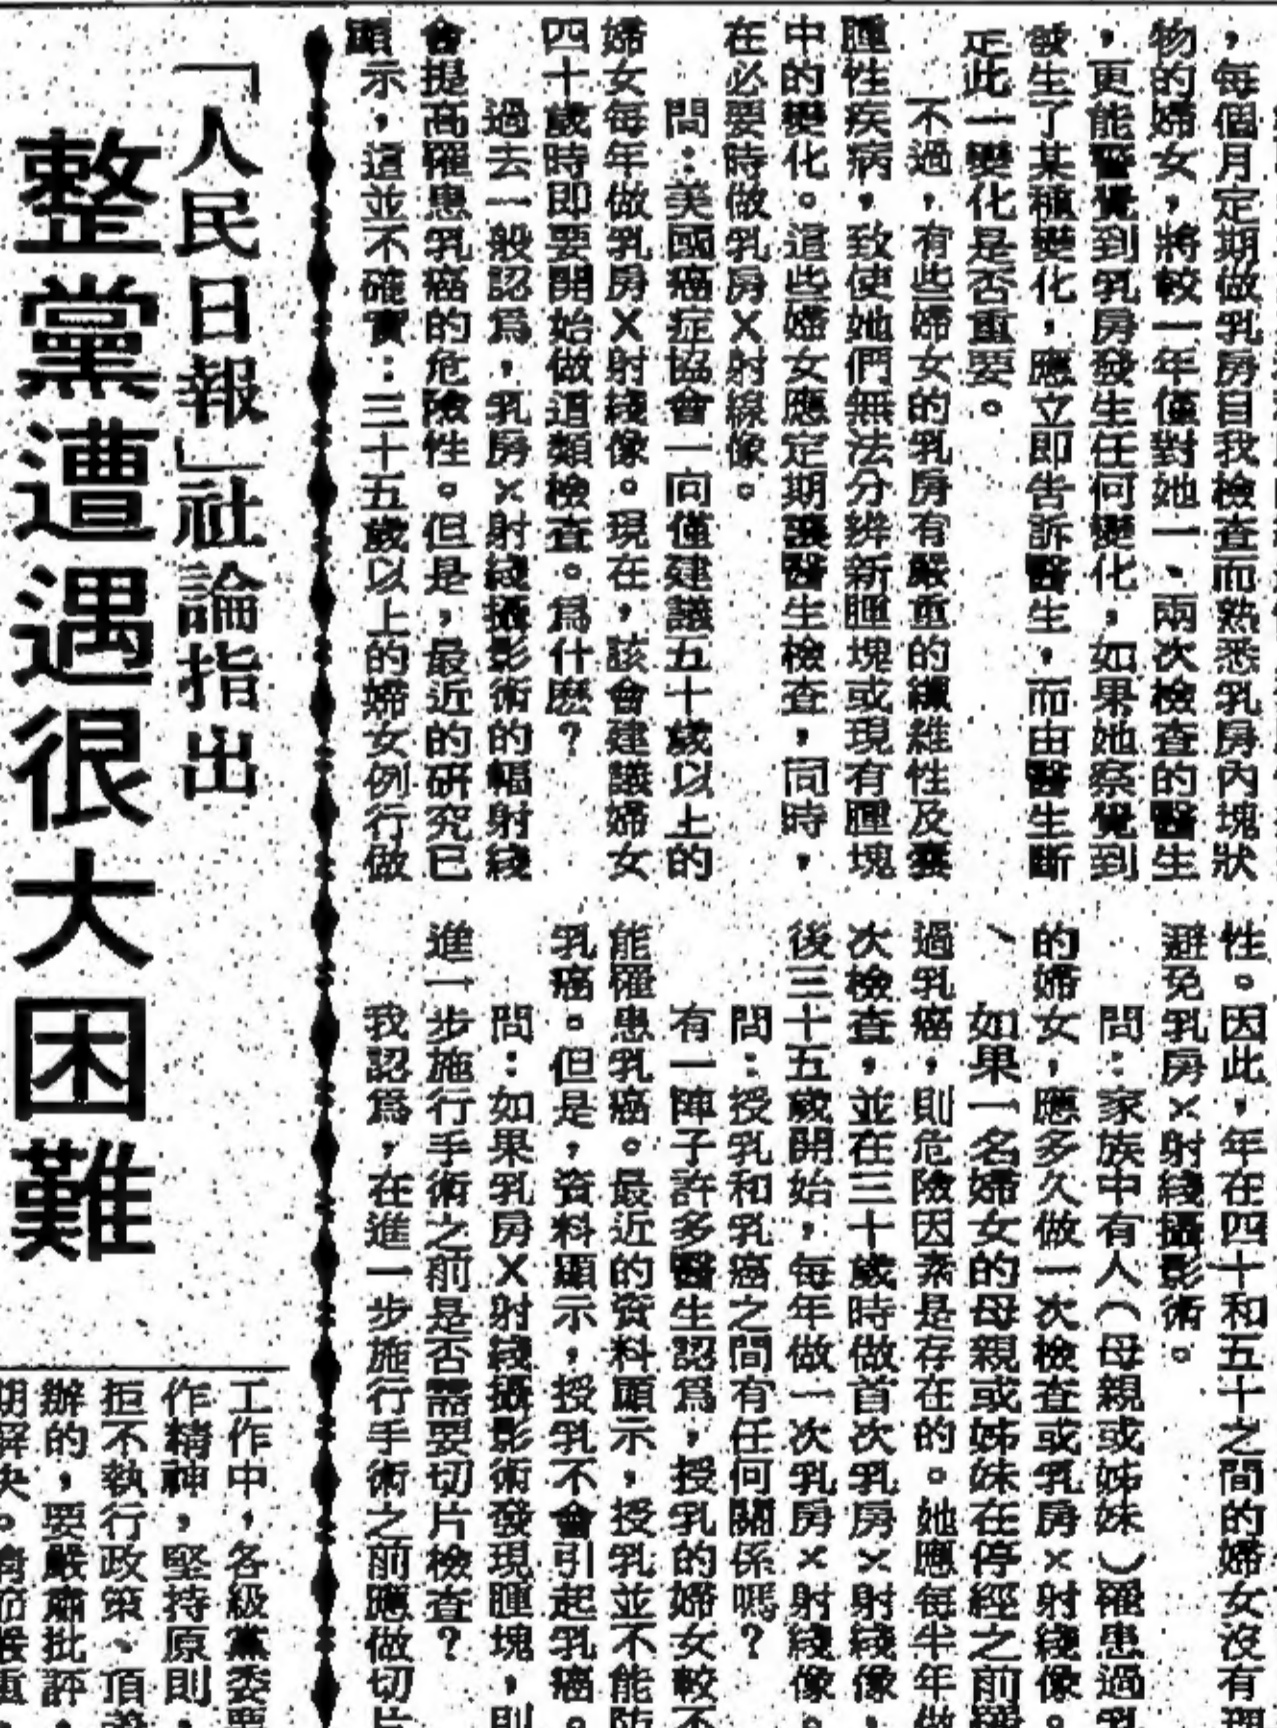 ，每個月定期做乳房自我檢查而熟悉乳房內塊狀
物的婦女，將較一年僅對她一、兩次檢查的醫生
，更能警覺到乳房發生任何變化，如果她察覺到
發生了某種變化，應立即告訴醫生，而由醫生斷
定此一變化是否重要。
不過，有些婦女的乳房有嚴重的纖維性及囊
腫性疾病，致使她們無法分辨新腫塊或現有腫塊
中的變化。這些婦女應定期讓醫生檢查，同時，
在必要時做乳房X射線像。
問：美國癌症協會一向僅建議五十歲以上的
婦女每年做乳房X射綫像。現在，該會建議婦女
四十歲時即要開始做這類檢查。爲什麽？
過去一般認爲，乳房X射綫攝影術的輻射綫
會提高罹患乳癌的危險性。但是，最近的研究已
顯示，這並不確實：三十五歲以上的婦女例行做
性。因此，年在四十和五十之間的婦女沒有理
避免乳房X射綫攝影術。
問：家族中有人（母親或姊妹）罹患過乳
的婦女，應多久做一次檢查或乳房X射綫像。
、如果一名婦女的母親或姊妹在停經之前罹
過乳癌，則危險因素是存在的。她應每半年做
次檢查，並在三十歲時做首次乳房X射綫像，
後三十五歲開始，每年做一次乳房X射綫像。
問：授乳和乳癌之間有任何關係嗎？
有一陣子許多醫生認爲，授乳的婦女較不
能罹患乳癌。最近的資料顯示，授乳並不能防
乳癌。但是，資料顯示，授乳不會引起乳癌。
問：如果乳房X射綫攝影術發現腫塊，則
進一步施行手術之前是否需要切片檢查？
我認爲，在進一步施行手術之前應做切片
「人民日報」社論指出
整黨遭遇很大困難
工作中，各級黨委要
作精神，堅持原則，
拒不執行政策、頂着
辦的，要嚴肅批評，
期解決。情節嚴重